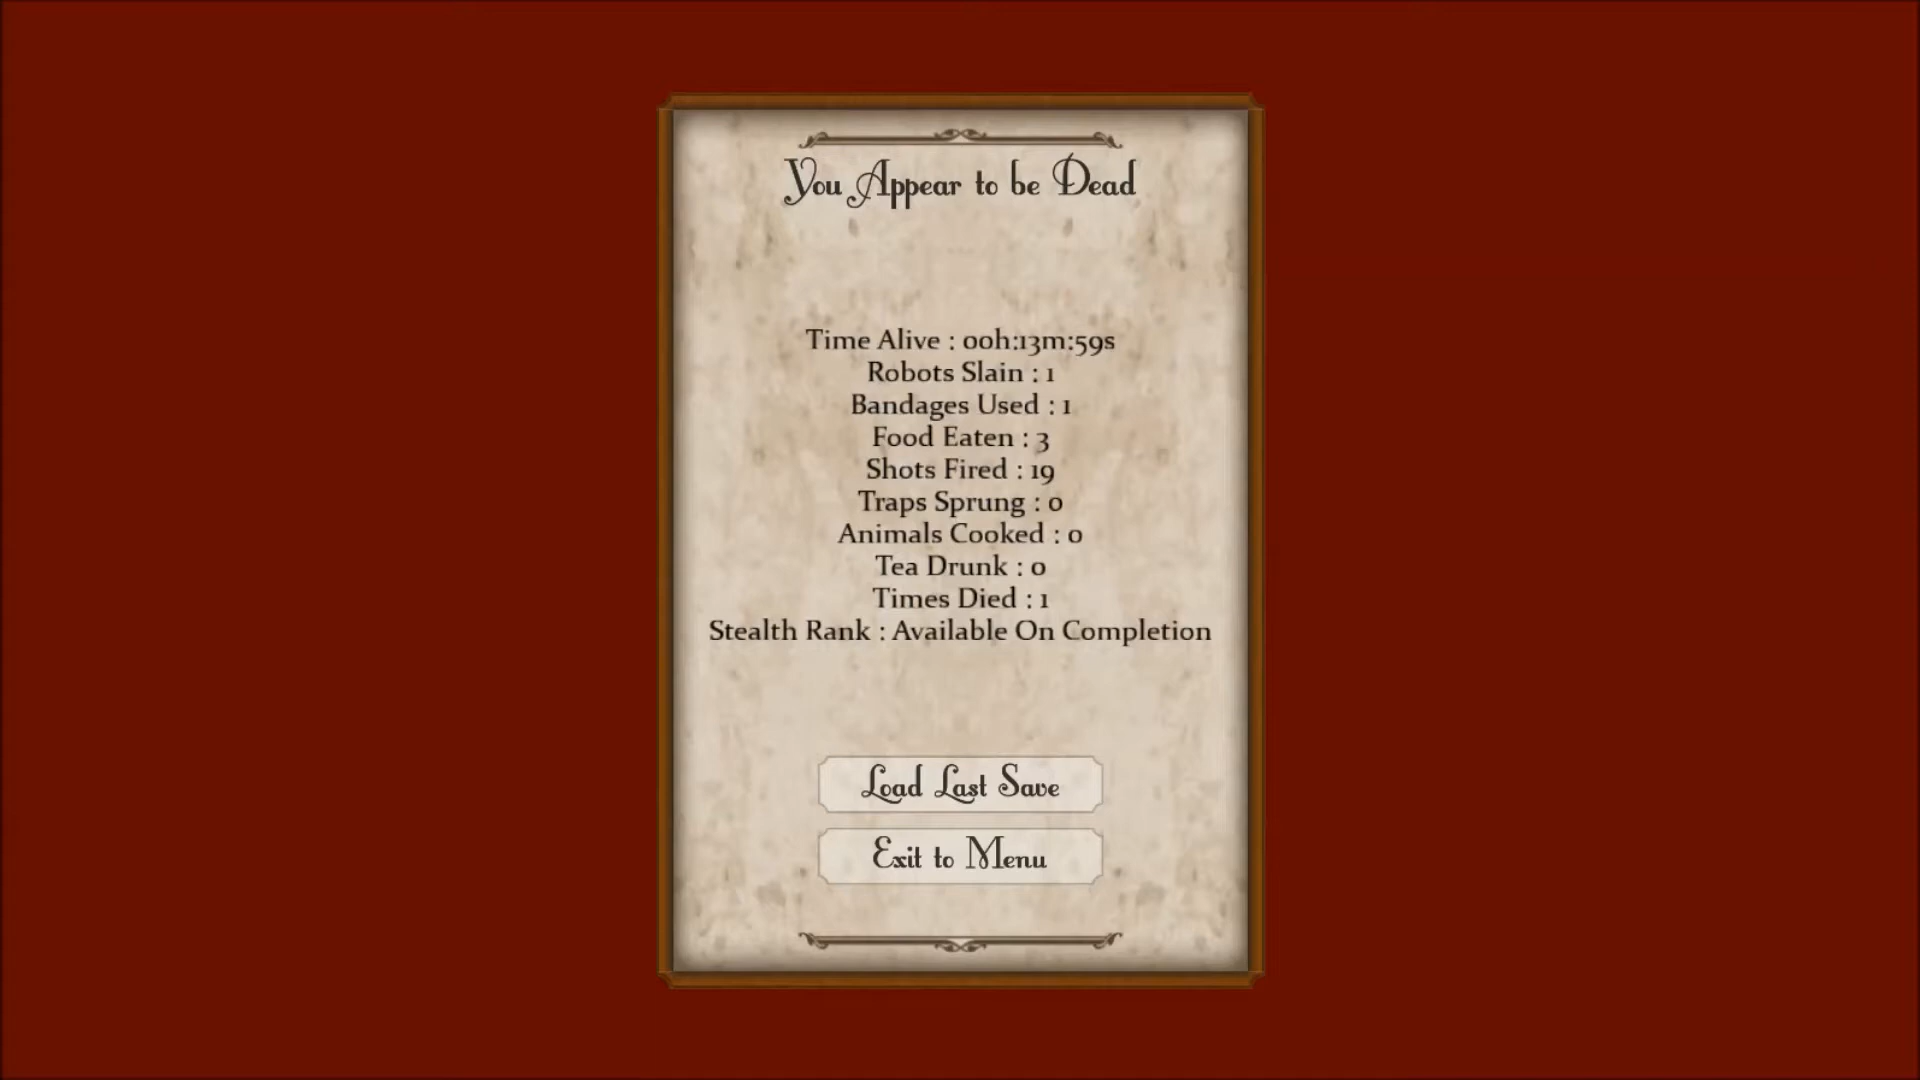 You Appear to be Dead
Time Alive : 00h:13m:59s
Robots Slain : 1
Bandages Used : 1
Food Eaten : 3
Shots Fired : 19
Traps Sprung : 0
Animals Cooked : 0
Tea Drunk : 0
Times Died : 1
Stealth Rank : Available On Completion
Load Last Save
Exit to Menu